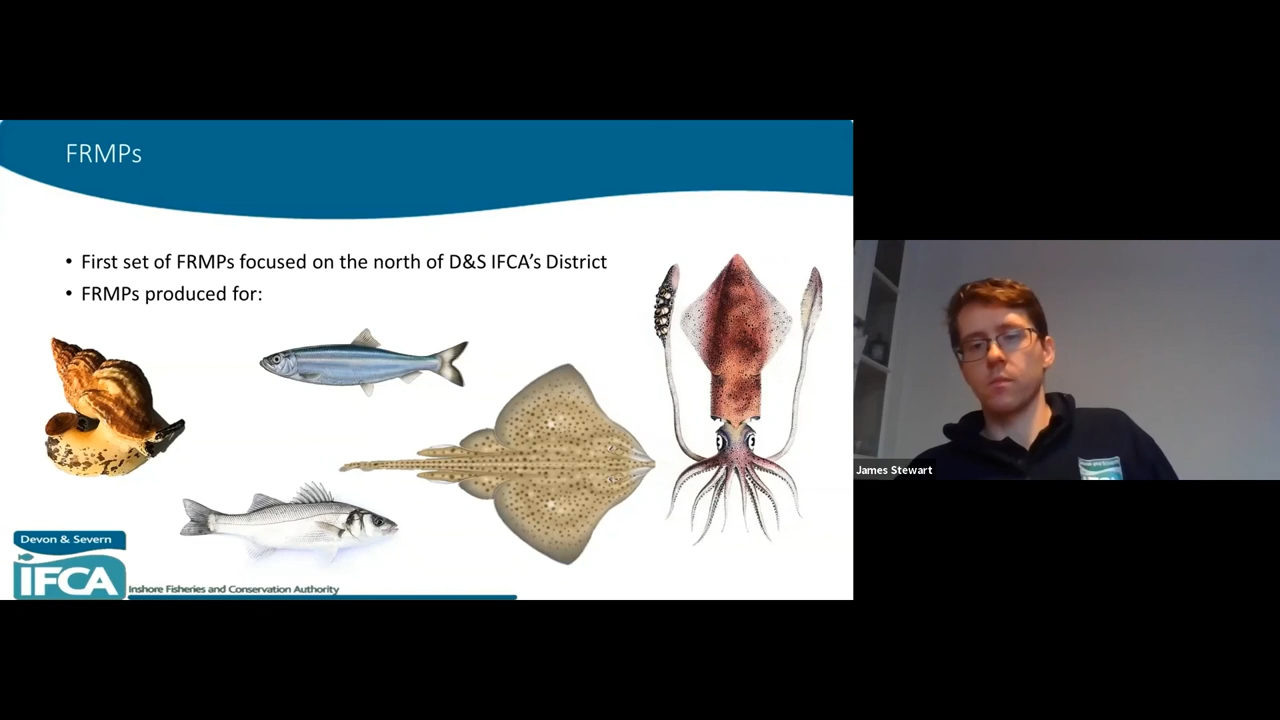 FRMPs
• First set of FRMPs focused on the north of D&S IFCA's District
• FRMPs produced for:
Devon & Severn
IFCA
Inshore Fisheries and Conservation Authority
James Stewart
IFCA